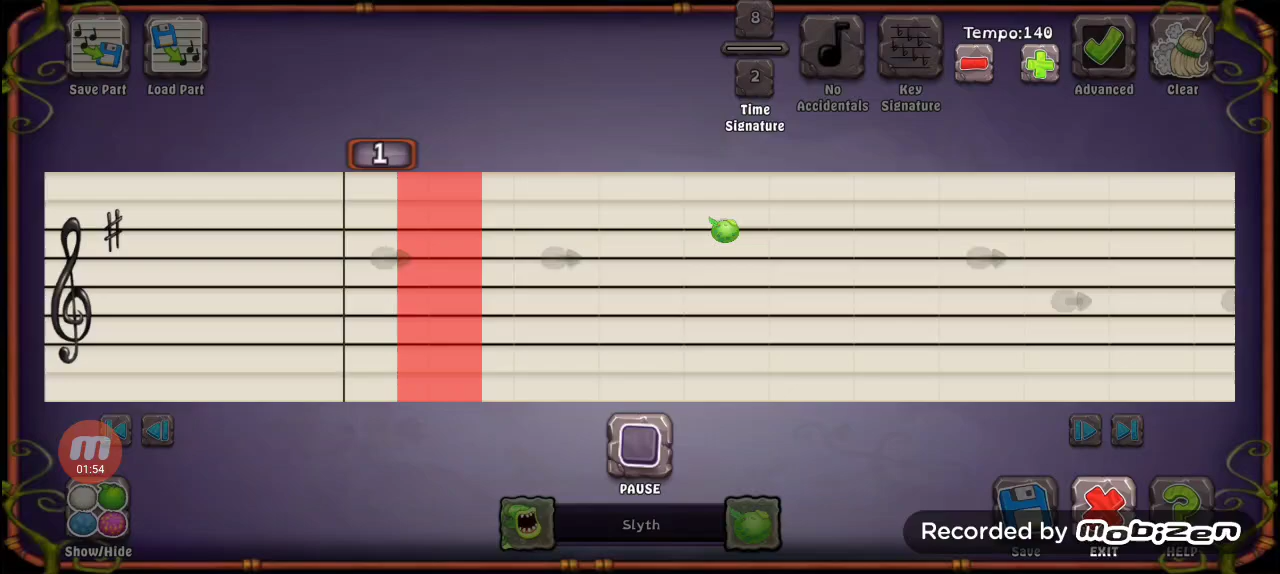 8
Tempo:140
2
Save Part
Load Part
Time
Signature
No
Accidentals
Key
Signature
Advanced
Clear
1
01:54
PAUSE
Slyth
Recorded by mobizen
Show/Hide
Save
EXIT
HELP